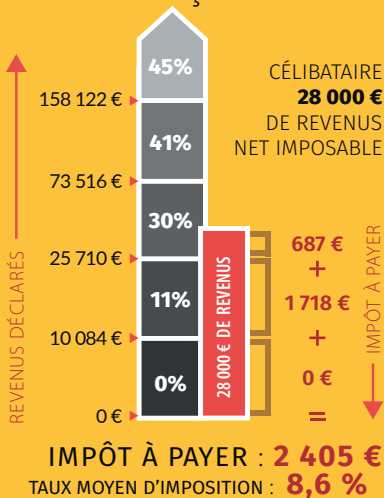 3
45%
CÉLIBATAIRE
28 000 €
DE REVENUS
NET IMPOSABLE
158 122 €
41%
73 516 €
30%
25 710 €
11%
10 084 €
0%
0 €
REVENUS DÉCLARÉS
28 000 € DE REVENUS
687 €
+
1 718 €
+
0 €
=
IMPÔT À PAYER
IMPÔT À PAYER : 2 405 €
TAUX MOYEN D'IMPOSITION : 8,6 %